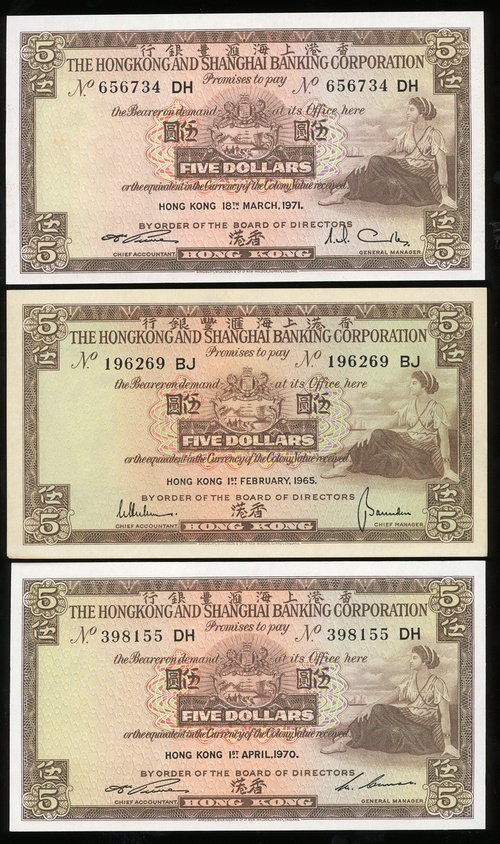 5 香港上海滙豐銀行 5
伍 THE HONGKONG AND SHANGHAI BANKING CORPORATION 伍
Promises to pay
Nº 656734 DH Nº 656734 DH
the Bearer on demand at its Office here
圓伍
FIVE DOLLARS
or the equivalent in the Currency of the Colony Value received
HONG KONG 18TH MARCH, 1971.
BY ORDER OF THE BOARD OF DIRECTORS
伍 港香 伍
5 CHIEF ACCOUNTANT. HONG KONG GENERAL MANAGER. 5
5 行銀豐滙海上港香 5
伍 THE HONGKONG AND SHANGHAI BANKING CORPORATION 伍
Promises to pay
Nº 196269 BJ Nº 196269 BJ
the Bearer on demand at its Office here
圓伍
FIVE DOLLARS
or the equivalent in the Currency of the Colony Value received
HONG KONG 1ST FEBRUARY, 1965.
BY ORDER OF THE BOARD OF DIRECTORS
伍 港香 伍
5 CHIEF ACCOUNTANT. HONG KONG CHIEF MANAGER. 5
5 行銀豐滙海上港香 5
伍 THE HONGKONG AND SHANGHAI BANKING CORPORATION 伍
Promises to pay
Nº 398155 DH Nº 398155 DH
the Bearer on demand at its Office here
圓伍
FIVE DOLLARS
or the equivalent in the Currency of the Colony Value received
HONG KONG 1ST APRIL, 1970.
BY ORDER OF THE BOARD OF DIRECTORS
伍 港香 伍
5 CHIEF ACCOUNTANT. HONG KONG GENERAL MANAGER. 5